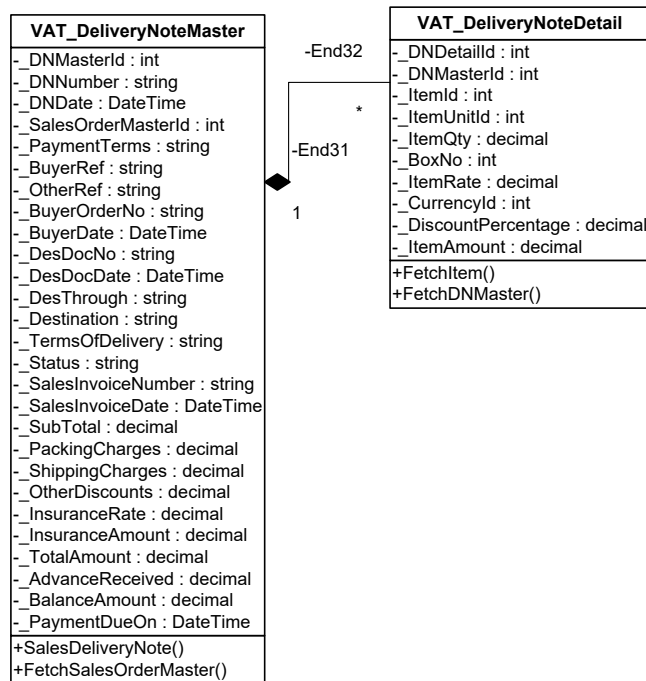 VAT_DeliveryNoteMaster
-_DNMasterId : int
-_DNNumber : string
-_DNDate : DateTime
-_SalesOrderMasterId : int
-_PaymentTerms : string
-_BuyerRef : string
-_OtherRef : string
-_BuyerOrderNo : string
-_BuyerDate : DateTime
-_DesDocNo : string
-_DesDocDate : DateTime
-_DesThrough : string
-_Destination : string
-_TermsOfDelivery : string
-_Status : string
-_SalesInvoiceNumber : string
-_SalesInvoiceDate : DateTime
-_SubTotal : decimal
-_PackingCharges : decimal
-_ShippingCharges : decimal
-_OtherDiscounts : decimal
-_InsuranceRate : decimal
-_InsuranceAmount : decimal
-_TotalAmount : decimal
-_AdvanceReceived : decimal
-_BalanceAmount : decimal
-_PaymentDueOn : DateTime
+SalesDeliveryNote()
+FetchSalesOrderMaster()
-End32
*
-End31
1
VAT_DeliveryNoteDetail
-_DNDetailId : int
-_DNMasterId : int
-_ItemId : int
-_ItemUnitId : int
-_ItemQty : decimal
-_BoxNo : int
-_ItemRate : decimal
-_CurrencyId : int
-_DiscountPercentage : decimal
-_ItemAmount : decimal
+FetchItem()
+FetchDNMaster()